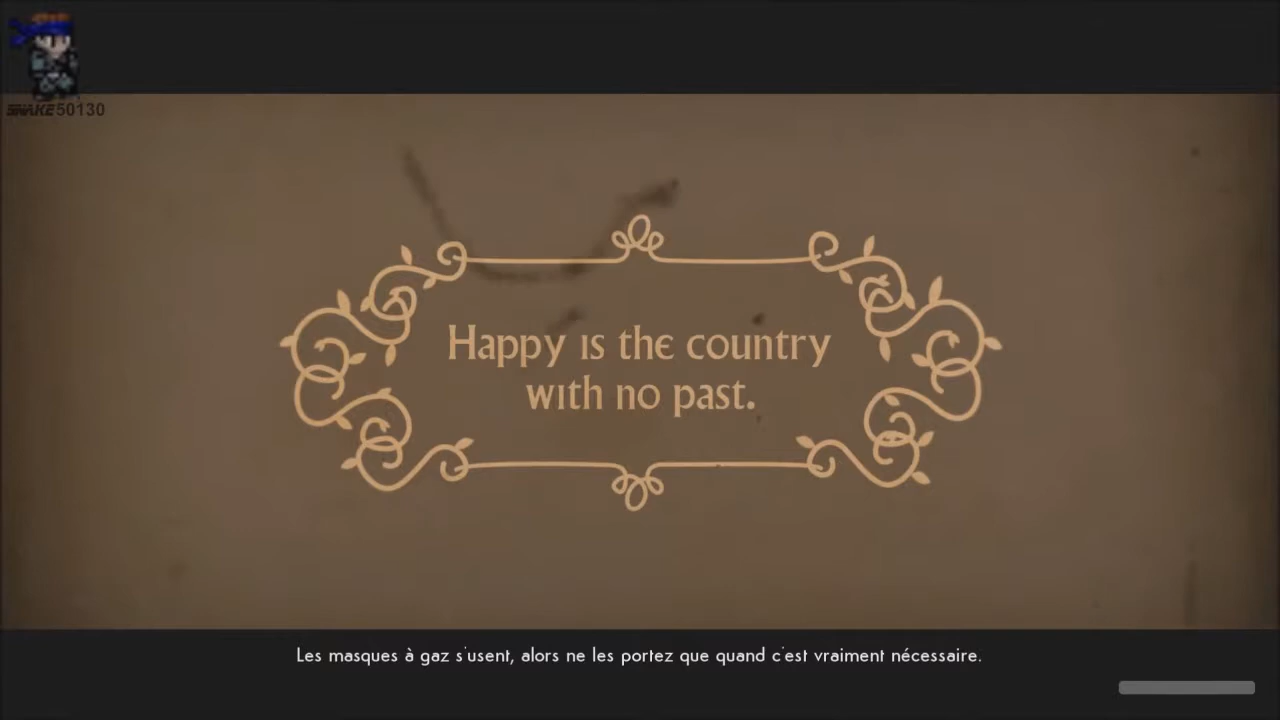 SNAKE50130
Happy is the country
with no past.
Les masques à gaz s'usent, alors ne les portez que quand c'est vraiment nécessaire.